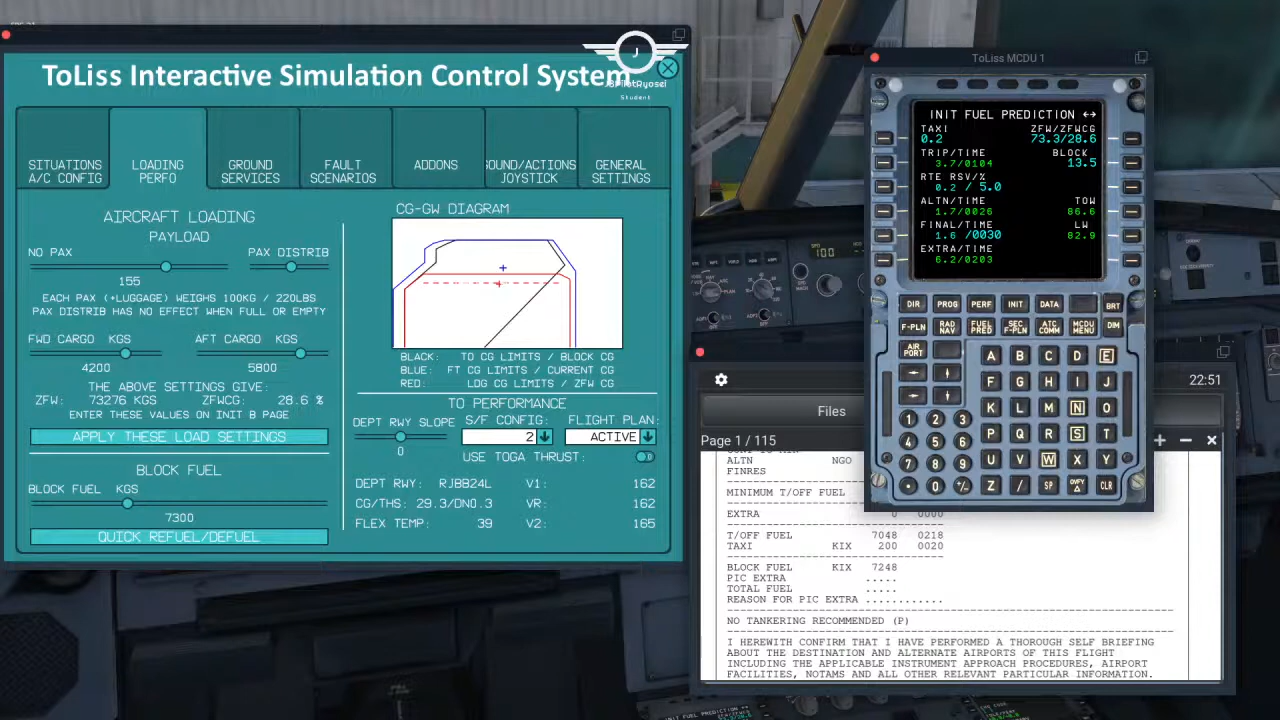 ToLiss Interactive Simulation Control System
J
Student
SITUATIONS
A/C CONFIG
LOADING
PERFO
GROUND
SERVICES
FAULT
SCENARIOS
ADDONS
SOUND/ACTIONS
JOYSTICK
GENERAL
SETTINGS
AIRCRAFT LOADING
PAYLOAD
NO PAX
PAX DISTRIB
155
EACH PAX (+LUGGAGE) WEIGHS 100KG / 220LBS
PAX DISTRIB HAS NO EFFECT WHEN FULL OR EMPTY
FWD CARGO KGS
AFT CARGO KGS
4200
5800
THE ABOVE SETTINGS GIVE:
ZFW: 73276 KGS ZFWCG: 28.6 %
ENTER THESE VALUES ON INIT B PAGE
APPLY THESE LOAD SETTINGS
BLOCK FUEL
BLOCK FUEL KGS
7300
QUICK REFUEL/DEFUEL
CG-GW DIAGRAM
BLACK: TO CG LIMITS / BLOCK CG
BLUE: FT CG LIMITS / CURRENT CG
RED: LDG CG LIMITS / ZFW CG
TO PERFORMANCE
DEPT RWY SLOPE
0
S/F CONFIG:
2
FLIGHT PLAN:
ACTIVE
USE TOGA THRUST:
DEPT RWY: RJBB24L V1: 162
CG/THS: 29.3/DN0.3 VR: 162
FLEX TEMP: 39 V2: 165
ToLiss MCDU 1
INIT FUEL PREDICTION ↔
TAXI ZFW/ZFWCG
0.2 73.3/28.6
TRIP/TIME BLOCK
3.7/0104 13.5
RTE RSV/%
0.2 / 5.0
ALTN/TIME TOW
1.7/0026 86.6
FINAL/TIME LW
1.6 /0030 82.9
EXTRA/TIME
6.2/0203
DIR PROG PERF INIT DATA BRT
F-PLN RAD NAV FUEL PRED SEC F-PLN ATC COMM MCDU MENU DIM
AIR PORT
A B C D E
F G H I J
K L M N O
P Q R S T
U V W X Y
Z / SP OVFY CLR
1 2 3
4 5 6
7 8 9
. 0 +/-
22:51
Files
Page 1 / 115
ALTN NGO
FINRES
MINIMUM T/OFF FUEL
EXTRA 0 0000
T/OFF FUEL 7048 0218
TAXI KIX 200 0020
BLOCK FUEL KIX 7248
PIC EXTRA .....
TOTAL FUEL .....
REASON FOR PIC EXTRA ............
NO TANKERING RECOMMENDED (P)
I HEREWITH CONFIRM THAT I HAVE PERFORMED A THOROUGH SELF BRIEFING
ABOUT THE DESTINATION AND ALTERNATE AIRPORTS OF THIS FLIGHT
INCLUDING THE APPLICABLE INSTRUMENT APPROACH PROCEDURES, AIRPORT
FACILITIES, NOTAMS AND ALL OTHER RELEVANT PARTICULAR INFORMATION.